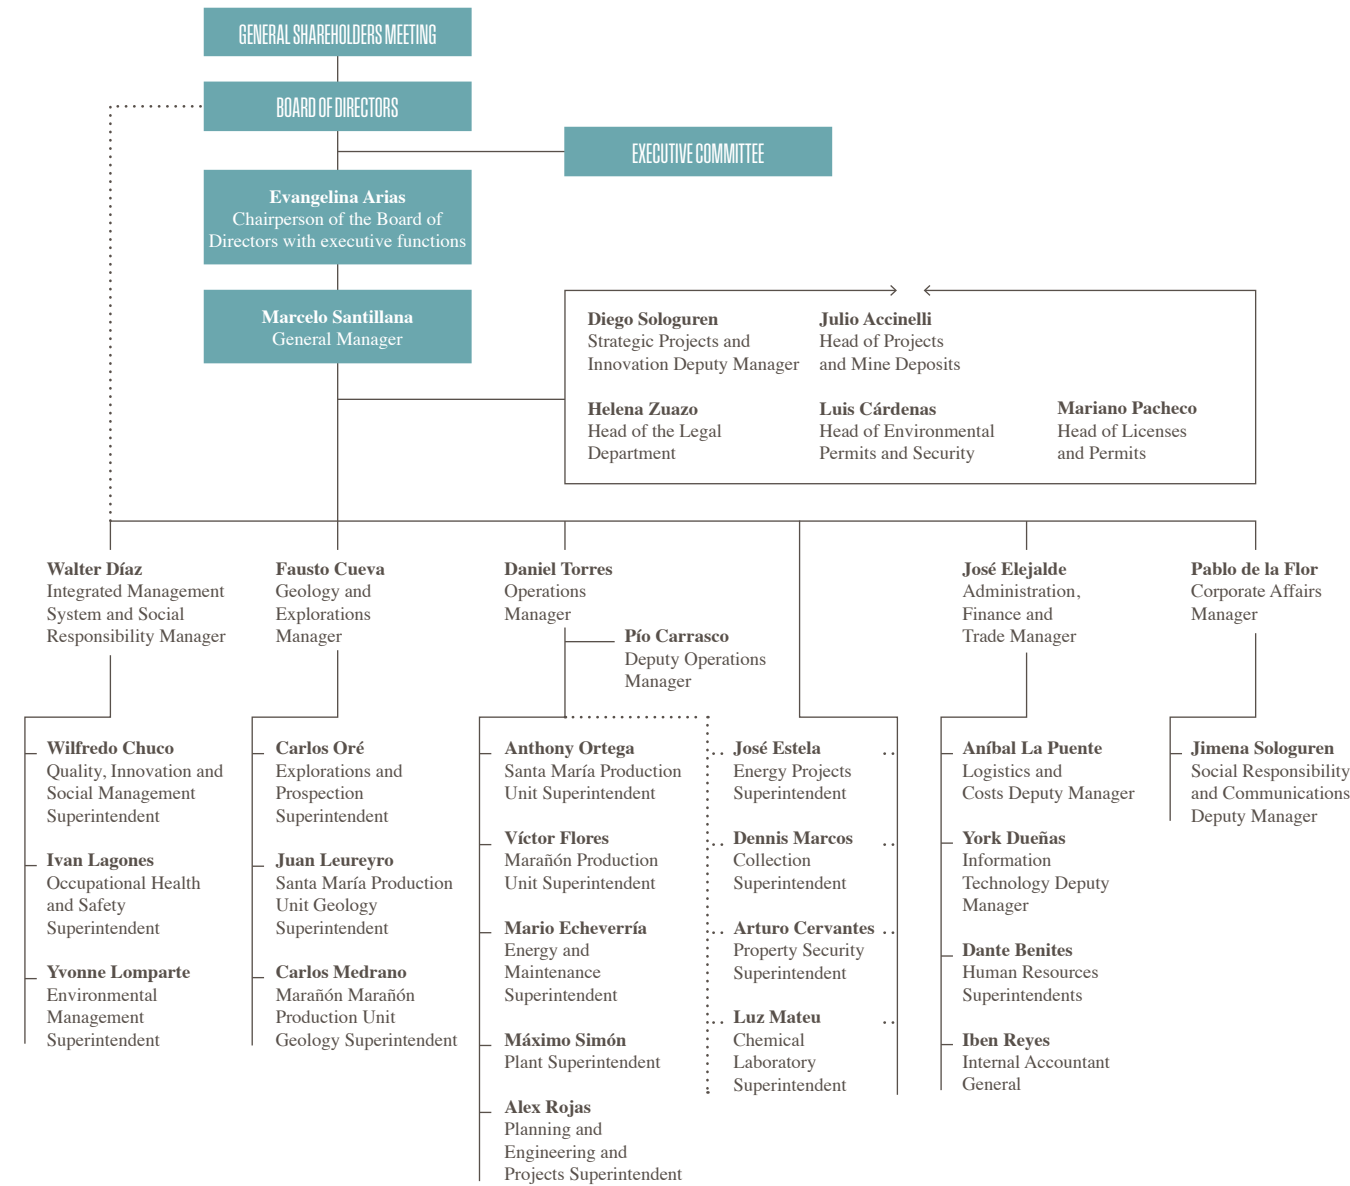 GENERAL SHAREHOLDERS MEETING
BOARD OF DIRECTORS
EXECUTIVE COMMITTEE
Evangelina Arias
Chairperson of the Board of
Directors with executive functions
Marcelo Santillana
General Manager
Diego Sologuren
Strategic Projects and
Innovation Deputy Manager
Julio Accinelli
Head of Projects
and Mine Deposits
Helena Zuazo
Head of the Legal
Department
Luis Cárdenas
Head of Environmental
Permits and Security
Mariano Pacheco
Head of Licenses
and Permits
Walter Díaz
Integrated Management
System and Social
Responsibility Manager
Fausto Cueva
Geology and
Explorations
Manager
Daniel Torres
Operations
Manager
Pío Carrasco
Deputy Operations
Manager
José Elejalde
Administration,
Finance and
Trade Manager
Pablo de la Flor
Corporate Affairs
Manager
Wilfredo Chuco
Quality, Innovation and
Social Management
Superintendent
Ivan Lagones
Occupational Health
and Safety
Superintendent
Yvonne Lomparte
Environmental
Management
Superintendent
Carlos Oré
Explorations and
Prospection
Superintendent
Juan Leureyro
Santa María Production
Unit Geology
Superintendent
Carlos Medrano
Marañón Marañón
Production Unit
Geology Superintendent
Anthony Ortega
Santa María Production
Unit Superintendent
Víctor Flores
Marañón Production
Unit Superintendent
Mario Echeverría
Energy and
Maintenance
Superintendent
Máximo Simón
Plant Superintendent
Alex Rojas
Planning and
Engineering and
Projects Superintendent
José Estela
Energy Projects
Superintendent
Dennis Marcos
Collection
Superintendent
Arturo Cervantes
Property Security
Superintendent
Luz Mateu
Chemical
Laboratory
Superintendent
Aníbal La Puente
Logistics and
Costs Deputy Manager
York Dueñas
Information
Technology Deputy
Manager
Dante Benites
Human Resources
Superintendents
Iben Reyes
Internal Accountant
General
Jimena Sologuren
Social Responsibility
and Communications
Deputy Manager